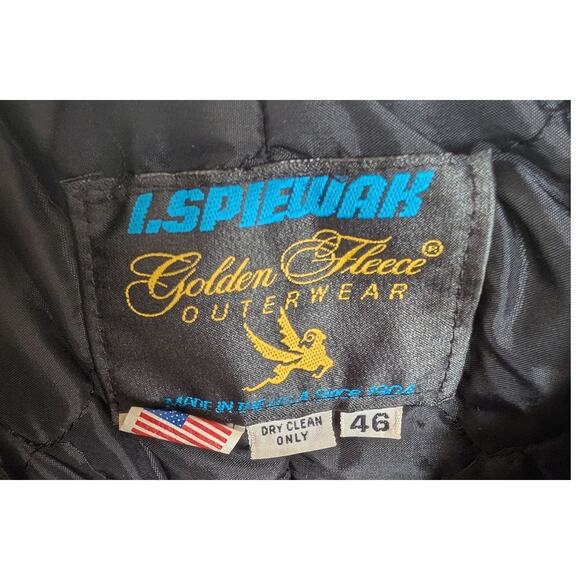 I.SPIEWAK
Golden Fleece®
OUTERWEAR
MADE IN THE U.S.A. SINCE 1904
DRY CLEAN
ONLY
46